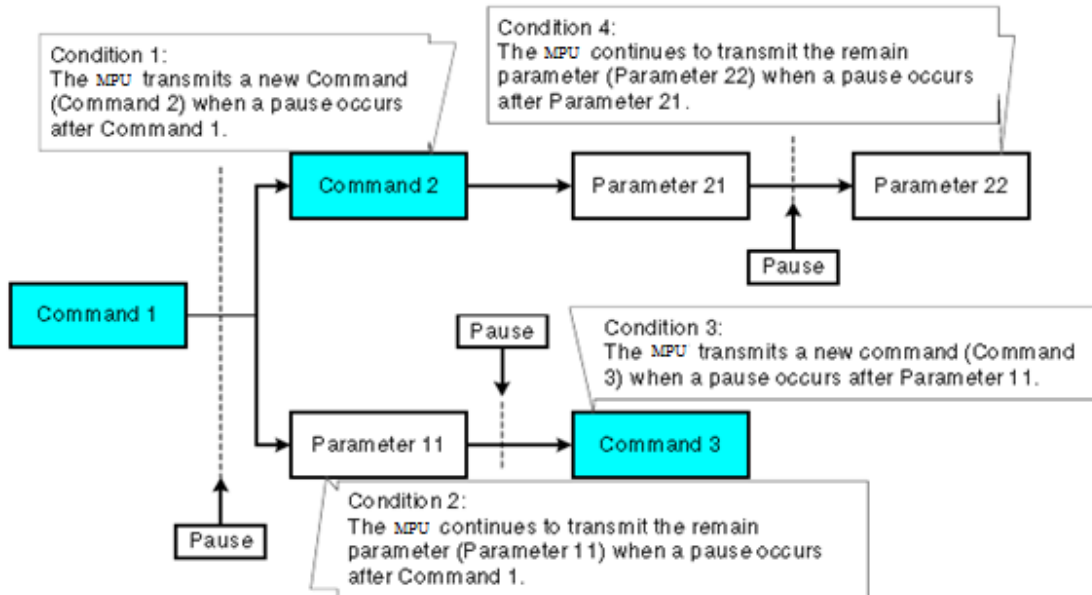 Condition 1:
The MPU transmits a new Command
(Command 2) when a pause occurs
after Command 1.
Condition 4:
The MPU continues to transmit the remain
parameter (Parameter 22) when a pause occurs
after Parameter 21.
Command 2
Parameter 21
Parameter 22
Pause
Command 1
Pause
Condition 3:
The MPU transmits a new command (Command
3) when a pause occurs after Parameter 11.
Parameter 11
Command 3
Pause
Condition 2:
The MPU continues to transmit the remain
parameter (Parameter 11) when a pause occurs
after Command 1.